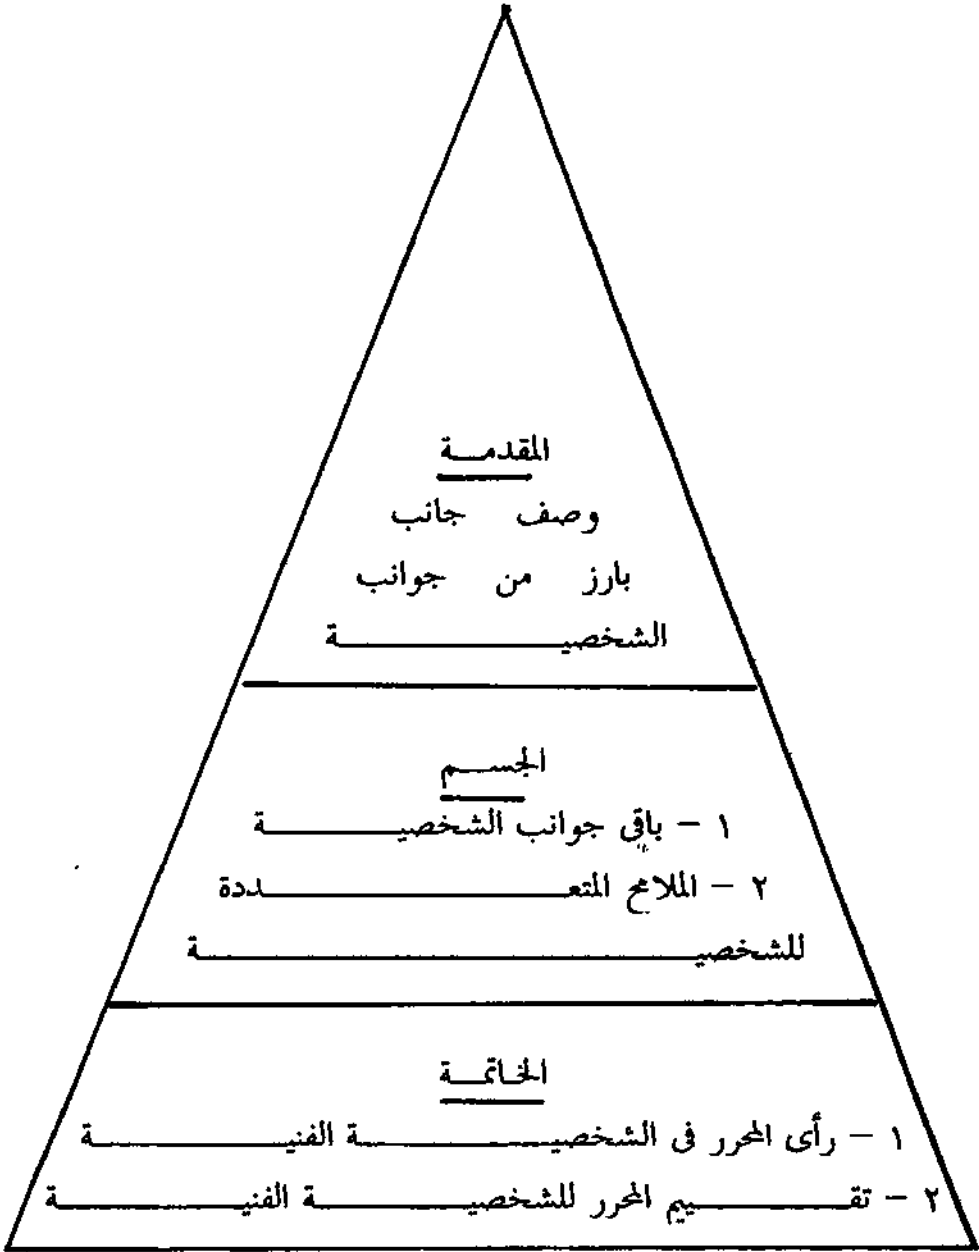 المقدمة
وصف جانب
بارز من جوانب
الشخصية
الجسم
١ - باقى جوانب الشخصية
٢ - الملامح المتعددة
للشخصية
الخاتمة
١ - رأى المحرر فى الشخصية الفنية
٢ - تقييم المحرر للشخصية الفنية